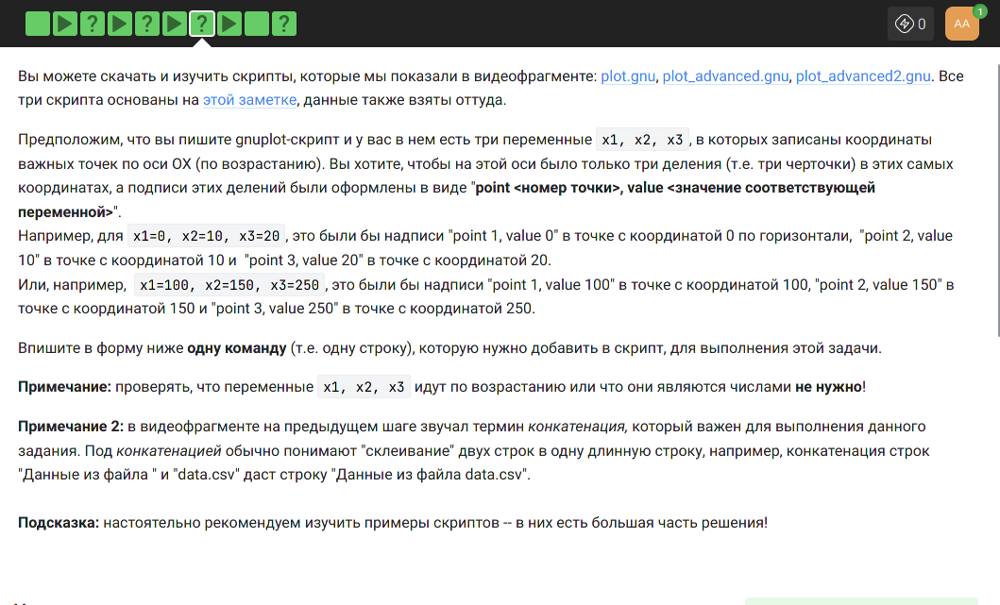 ? ? ? ?
0
AA
1
Вы можете скачать и изучить скрипты, которые мы показали в видеофрагменте: plot.gnu, plot_advanced.gnu, plot_advanced2.gnu. Все
три скрипта основаны на этой заметке, данные также взяты оттуда.
Предположим, что вы пишите gnuplot-скрипт и у вас в нем есть три переменные x1, x2, x3, в которых записаны координаты
важных точек по оси OX (по возрастанию). Вы хотите, чтобы на этой оси было только три деления (т.е. три черточки) в этих самых
координатах, а подписи этих делений были оформлены в виде "point <номер точки>, value <значение соответствующей
переменной>".
Например, для x1=0, x2=10, x3=20, это были бы надписи "point 1, value 0" в точке с координатой 0 по горизонтали, "point 2, value
10" в точке с координатой 10 и "point 3, value 20" в точке с координатой 20.
Или, например, x1=100, x2=150, x3=250, это были бы надписи "point 1, value 100" в точке с координатой 100, "point 2, value 150" в
точке с координатой 150 и "point 3, value 250" в точке с координатой 250.
Впишите в форму ниже одну команду (т.е. одну строку), которую нужно добавить в скрипт, для выполнения этой задачи.
Примечание: проверять, что переменные x1, x2, x3 идут по возрастанию или что они являются числами не нужно!
Примечание 2: в видеофрагменте на предыдущем шаге звучал термин конкатенация, который важен для выполнения данного
задания. Под конкатенацией обычно понимают "склеивание" двух строк в одну длинную строку, например, конкатенация строк
"Данные из файла " и "data.csv" даст строку "Данные из файла data.csv".
Подсказка: настоятельно рекомендуем изучить примеры скриптов -- в них есть большая часть решения!